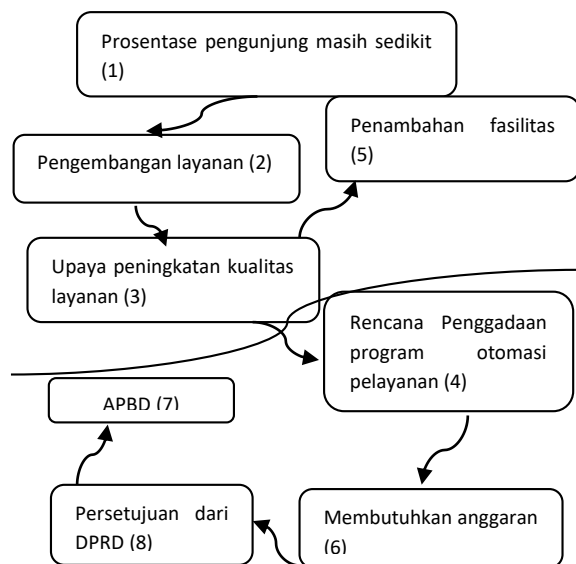 Prosentase pengunjung masih sedikit
(1)
Penambahan fasilitas
(5)
Pengembangan layanan (2)
Upaya peningkatan kualitas
layanan (3)
Rencana Penggadaan
program otomasi
pelayanan (4)
APBD (7)
Persetujuan dari
DPRD (8)
Membutuhkan anggaran
(6)